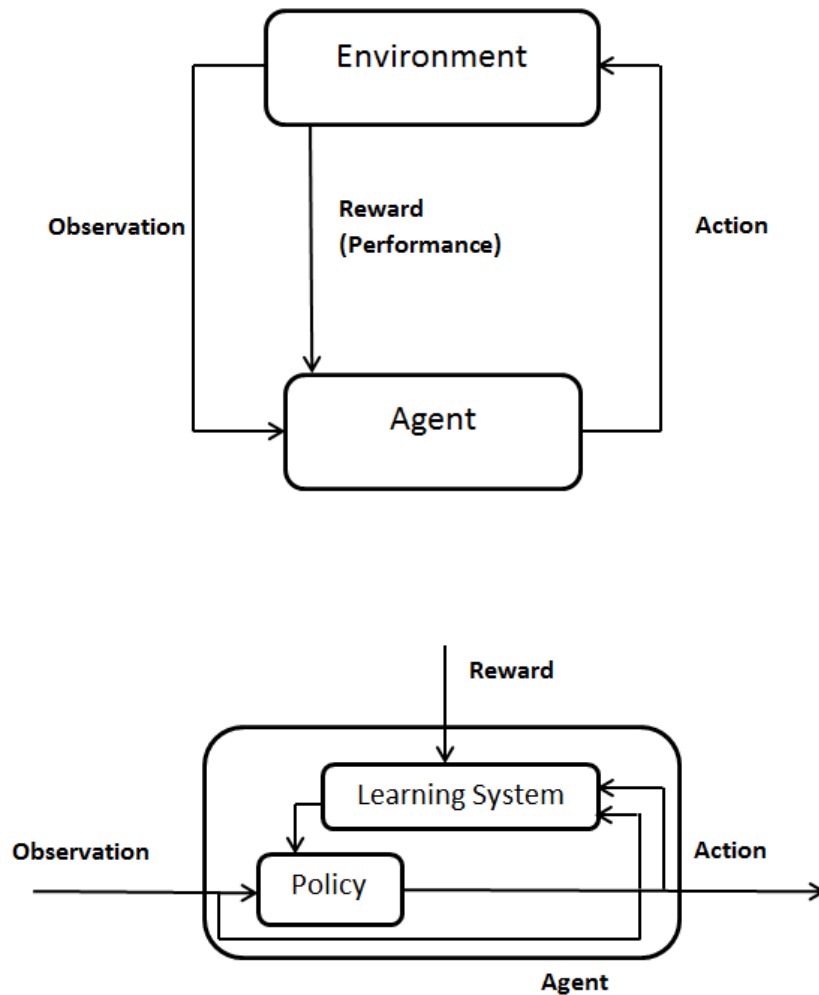 Environment
Observation
Reward
(Performance)
Action
Agent
Reward
Learning System
Observation
Action
Policy
Agent